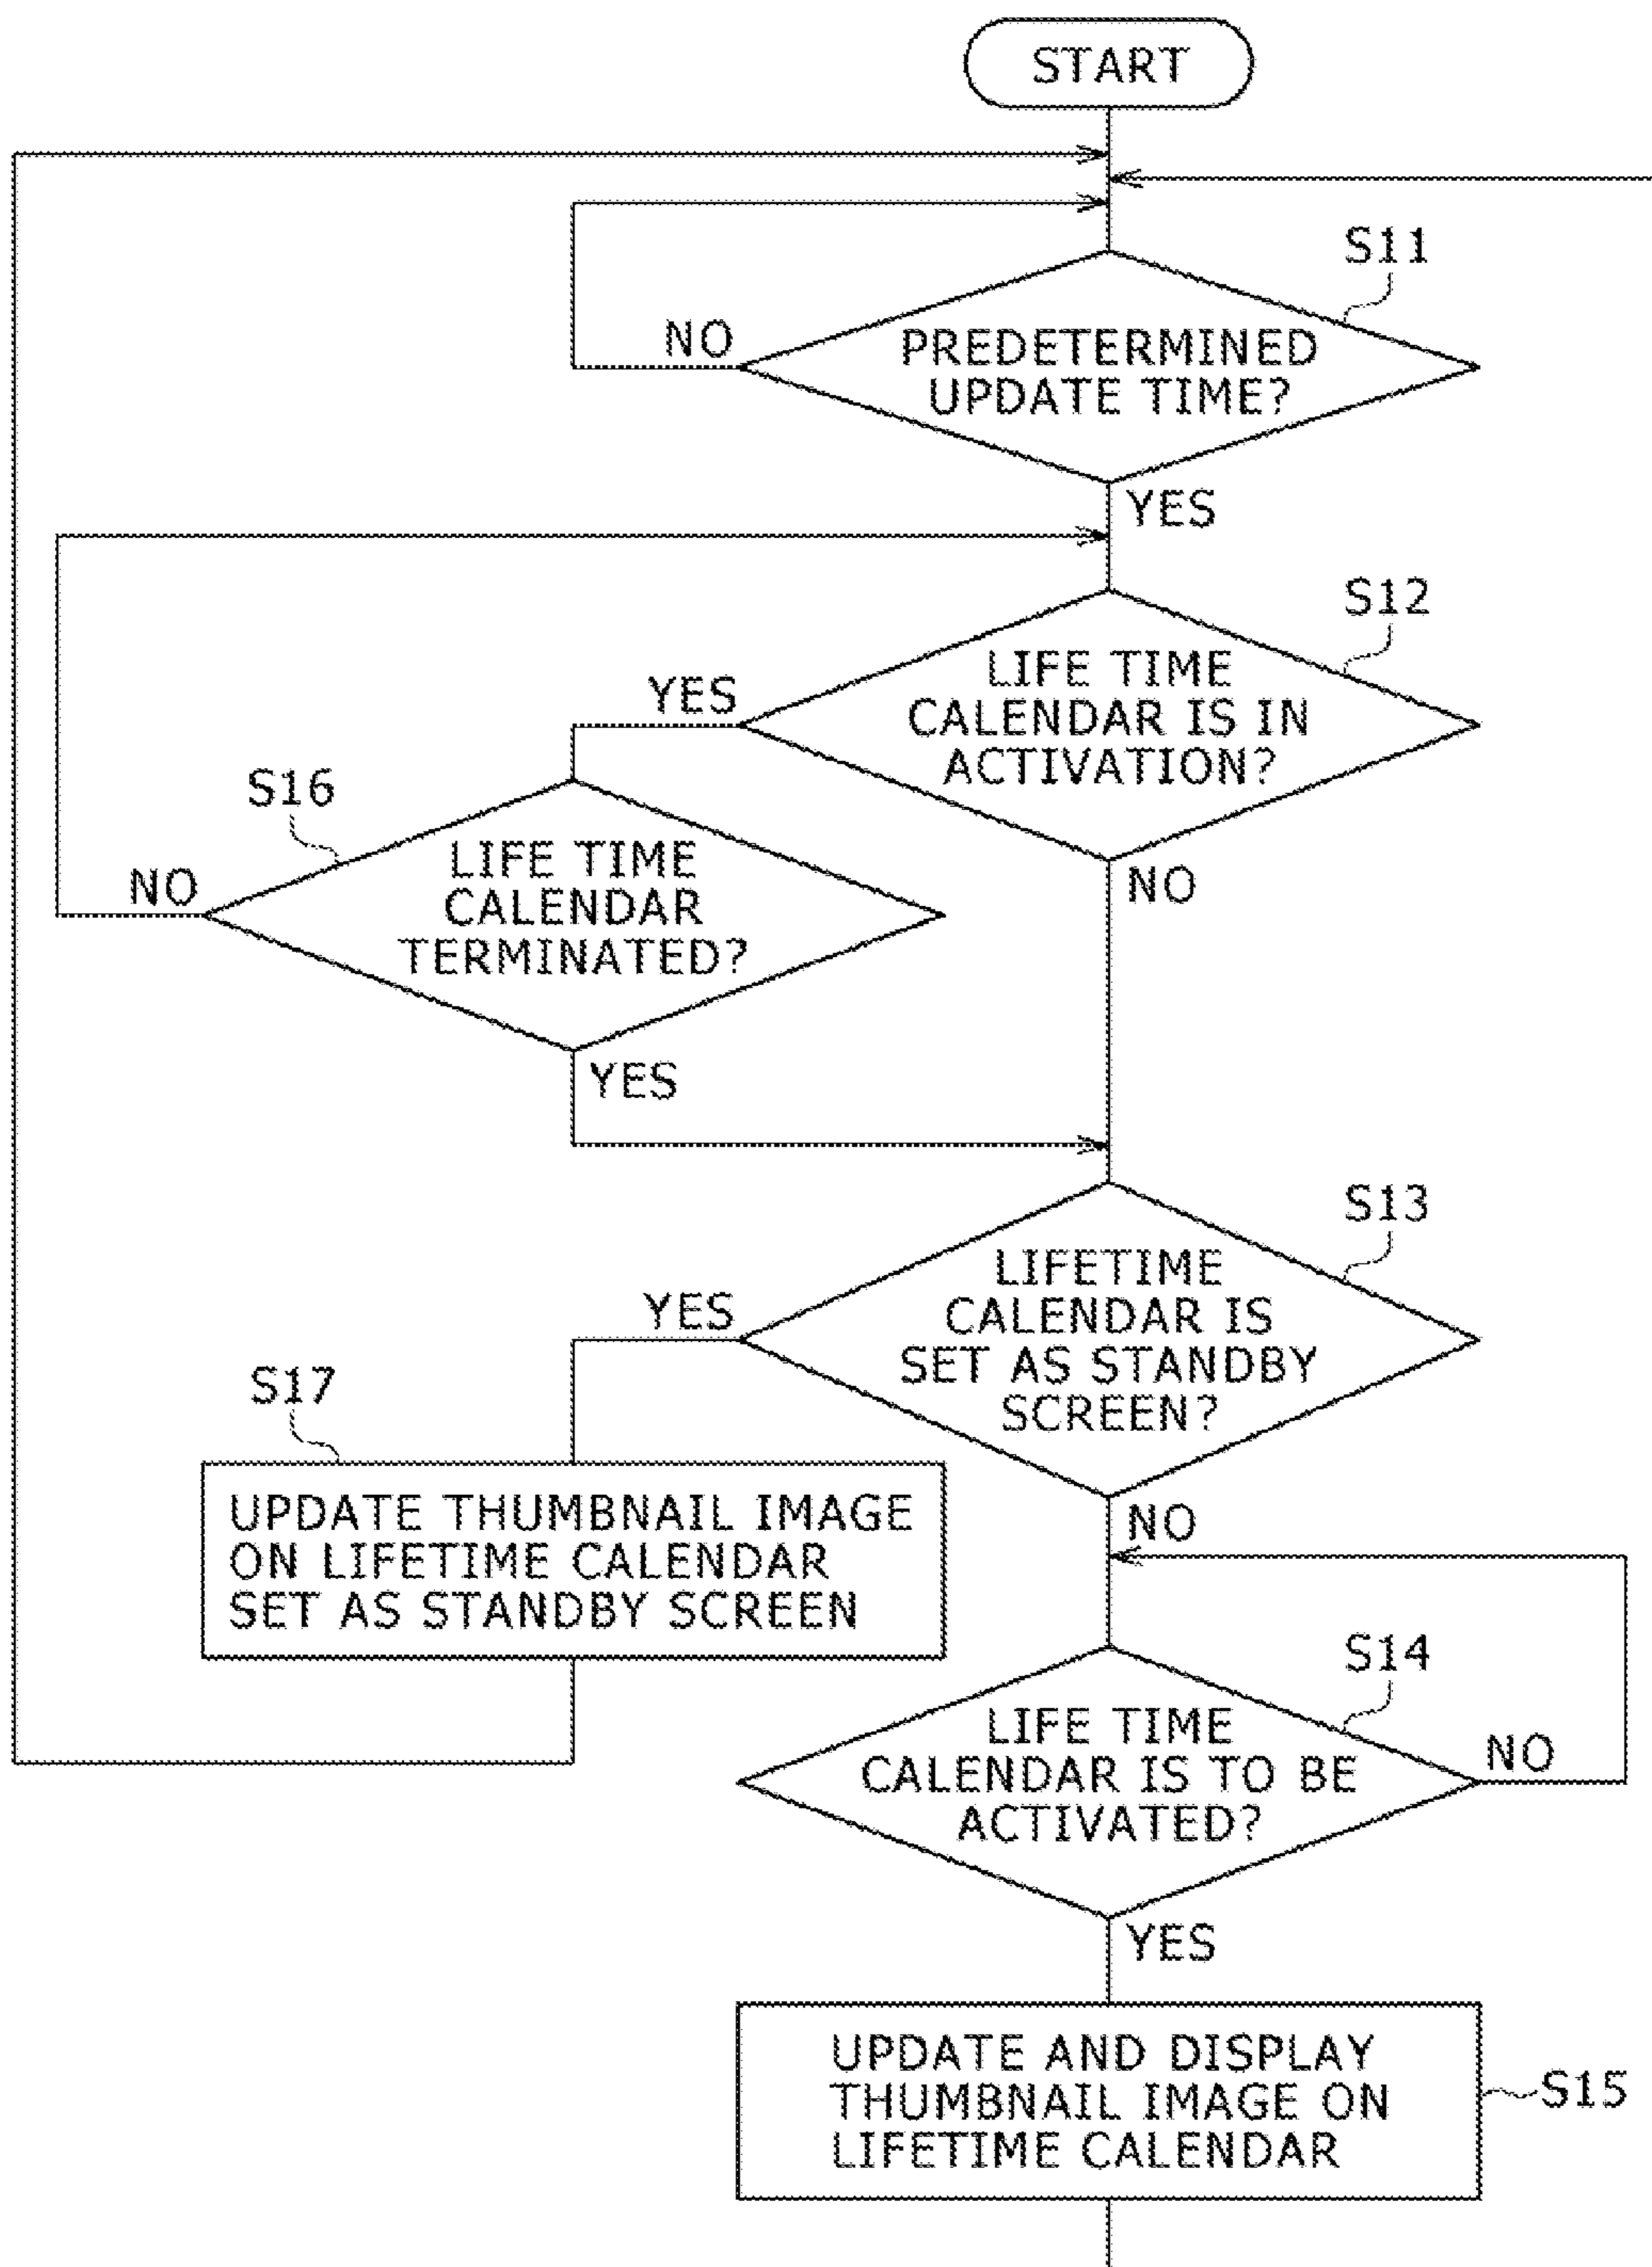 START
S11
NO
PREDETERMINED
UPDATE TIME?
YES
S12
YES
LIFE TIME
CALENDAR IS IN
ACTIVATION?
NO
S16
NO
LIFE TIME
CALENDAR
TERMINATED?
YES
S13
YES
LIFETIME
CALENDAR IS
SET AS STANDBY
SCREEN?
NO
S17
UPDATE THUMBNAIL IMAGE
ON LIFETIME CALENDAR
SET AS STANDBY SCREEN
S14
LIFE TIME
CALENDAR IS TO BE
ACTIVATED?
NO
YES
UPDATE AND DISPLAY
THUMBNAIL IMAGE ON
LIFETIME CALENDAR
S15